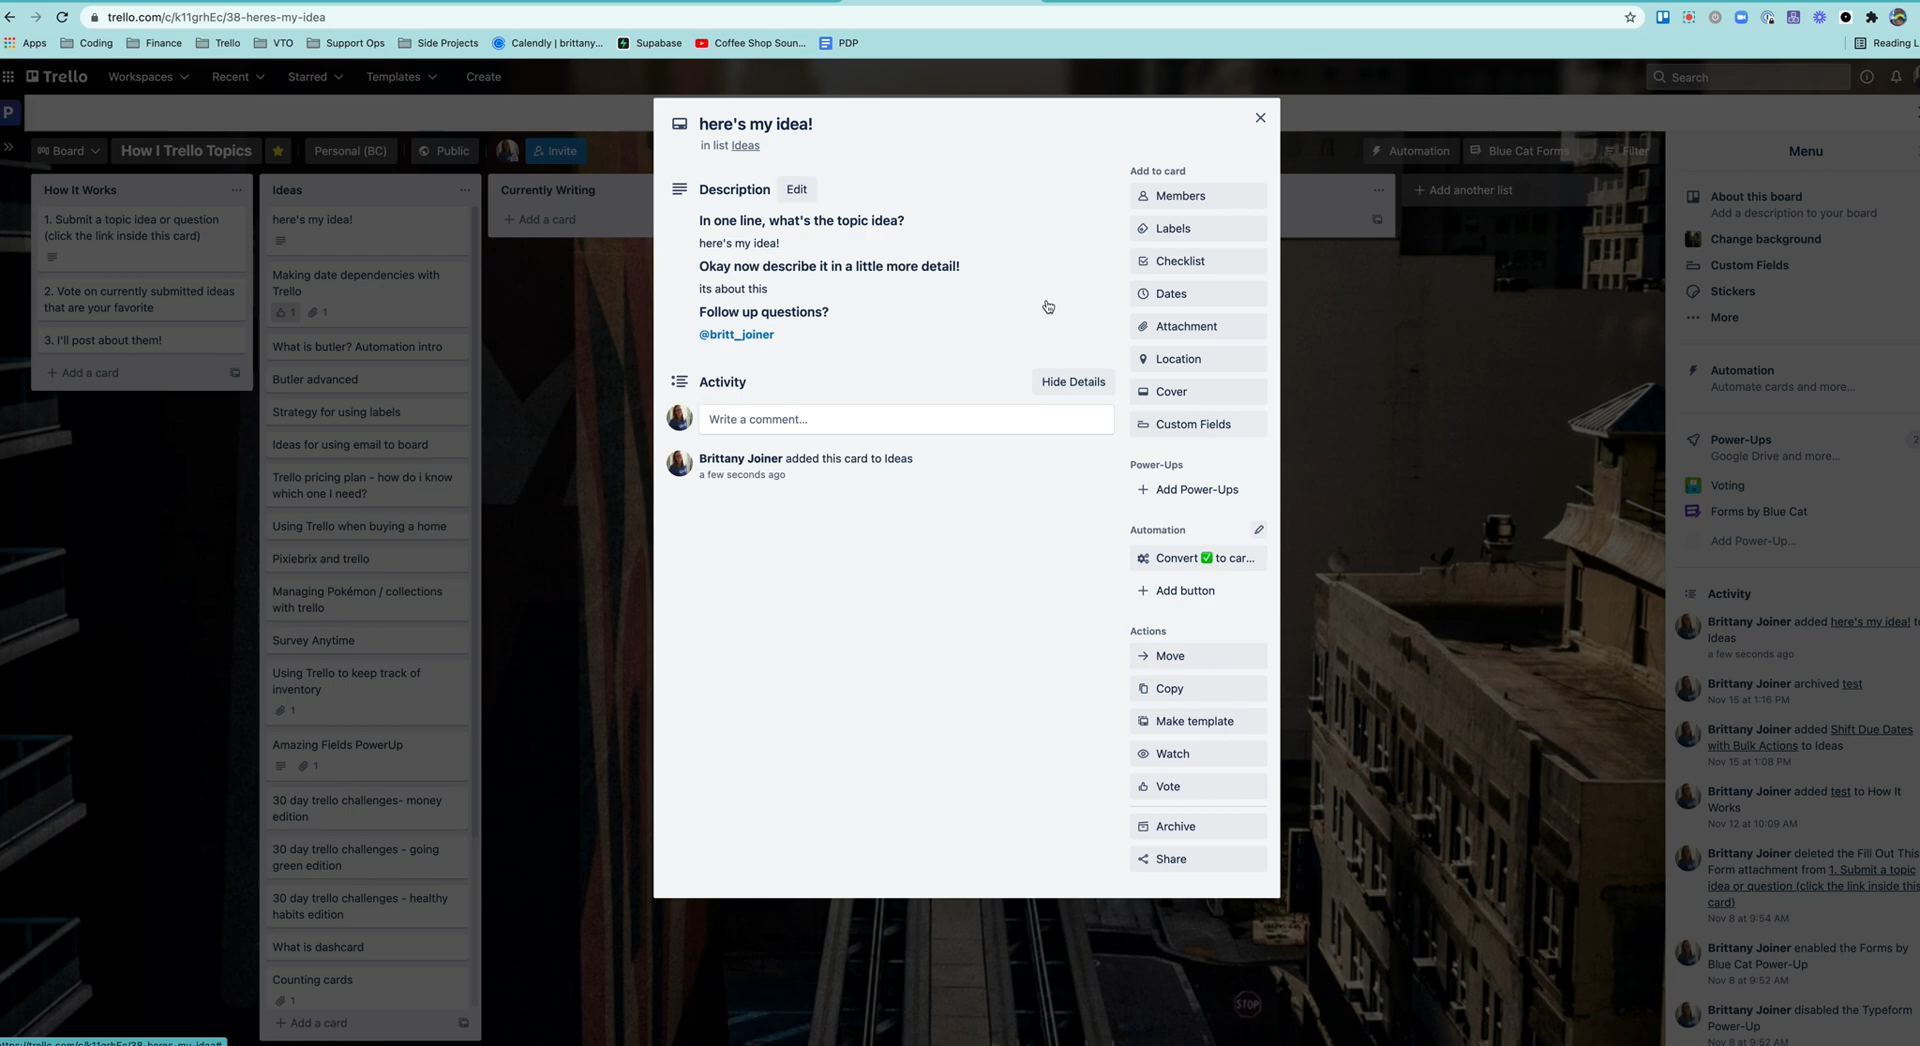 trello.com/c/k11grhEc/38-heres-my-idea
Apps Coding Finance Trello VTO Support Ops Side Projects Calendly | brittany... Supabase Coffee Shop Soun... PDP Reading L
Trello Workspaces Recent Starred Templates Create Search
P
Board How I Trello Topics Personal (BC) Public Invite Automation Blue Cat Forms Filter
How It Works
1. Submit a topic idea or question
(click the link inside this card)
2. Vote on currently submitted ideas
that are your favorite
3. I'll post about them!
+ Add a card
Ideas
here's my idea!
Making date dependencies with
Trello
1 1
What is butler? Automation intro
Butler advanced
Strategy for using labels
Ideas for using email to board
Trello pricing plan - how do i know
which one I need?
Using Trello when buying a home
Pixiebrix and trello
Managing Pokémon / collections
with trello
Survey Anytime
Using Trello to keep track of
inventory
1
Amazing Fields PowerUp
1
30 day trello challenges- money
edition
30 day trello challenges - going
green edition
30 day trello challenges - healthy
habits edition
What is dashcard
Counting cards
1
+ Add a card
Currently Writing
+ Add a card
+ Add another list
here's my idea!
in list Ideas
Description Edit
In one line, what's the topic idea?
here's my idea!
Okay now describe it in a little more detail!
its about this
Follow up questions?
@britt_joiner
Activity Hide Details
Write a comment...
Brittany Joiner added this card to Ideas
a few seconds ago
Add to card
Members
Labels
Checklist
Dates
Attachment
Location
Cover
Custom Fields
Power-Ups
+ Add Power-Ups
Automation
Convert ✅ to car...
+ Add button
Actions
Move
Copy
Make template
Watch
Vote
Archive
Share
Menu
About this board
Add a description to your board
Change background
Custom Fields
Stickers
More
Automation
Automate cards and more...
Power-Ups 2
Google Drive and more...
Voting
Forms by Blue Cat
Add Power-Up...
Activity
Brittany Joiner added here's my idea! to
Ideas
a few seconds ago
Brittany Joiner archived test
Nov 15 at 1:16 PM
Brittany Joiner added Shift Due Dates
with Bulk Actions to Ideas
Nov 15 at 1:08 PM
Brittany Joiner added test to How It
Works
Nov 12 at 10:09 AM
Brittany Joiner deleted the Fill Out This
Form attachment from 1. Submit a topic
idea or question (click the link inside this
card)
Nov 8 at 9:54 AM
Brittany Joiner enabled the Forms by
Blue Cat Power-Up
Nov 8 at 9:52 AM
Brittany Joiner disabled the Typeform
Power-Up
Nov 8 at 9:52 AM
STOP